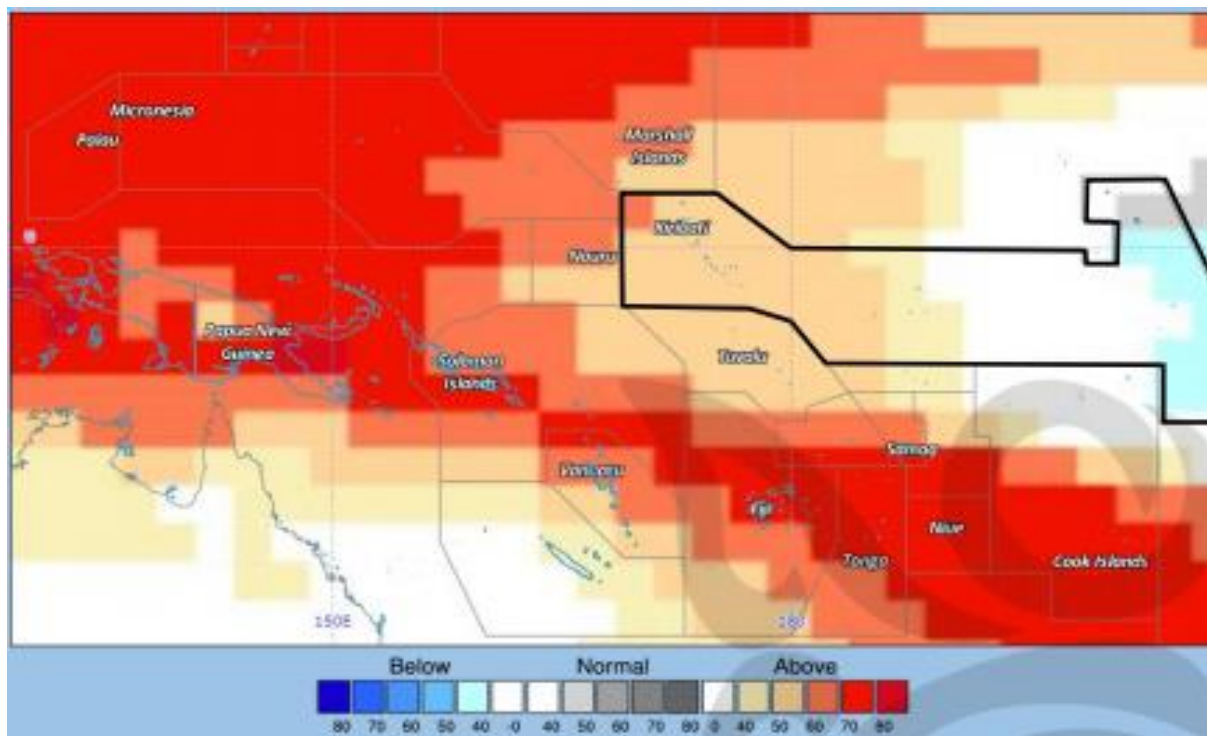 Micronesia
Palau
Marshall
Islands
Kiribati
Nauru
Papua New
Guinea
Solomon
Islands
Tuvalu
Samoa
Vanuatu
Fiji
Niue
Tonga
Cook Islands
150E
180
Below Normal Above
80 70 60 50 40 -0 40 50 60 70 80 -0 40 50 60 70 80